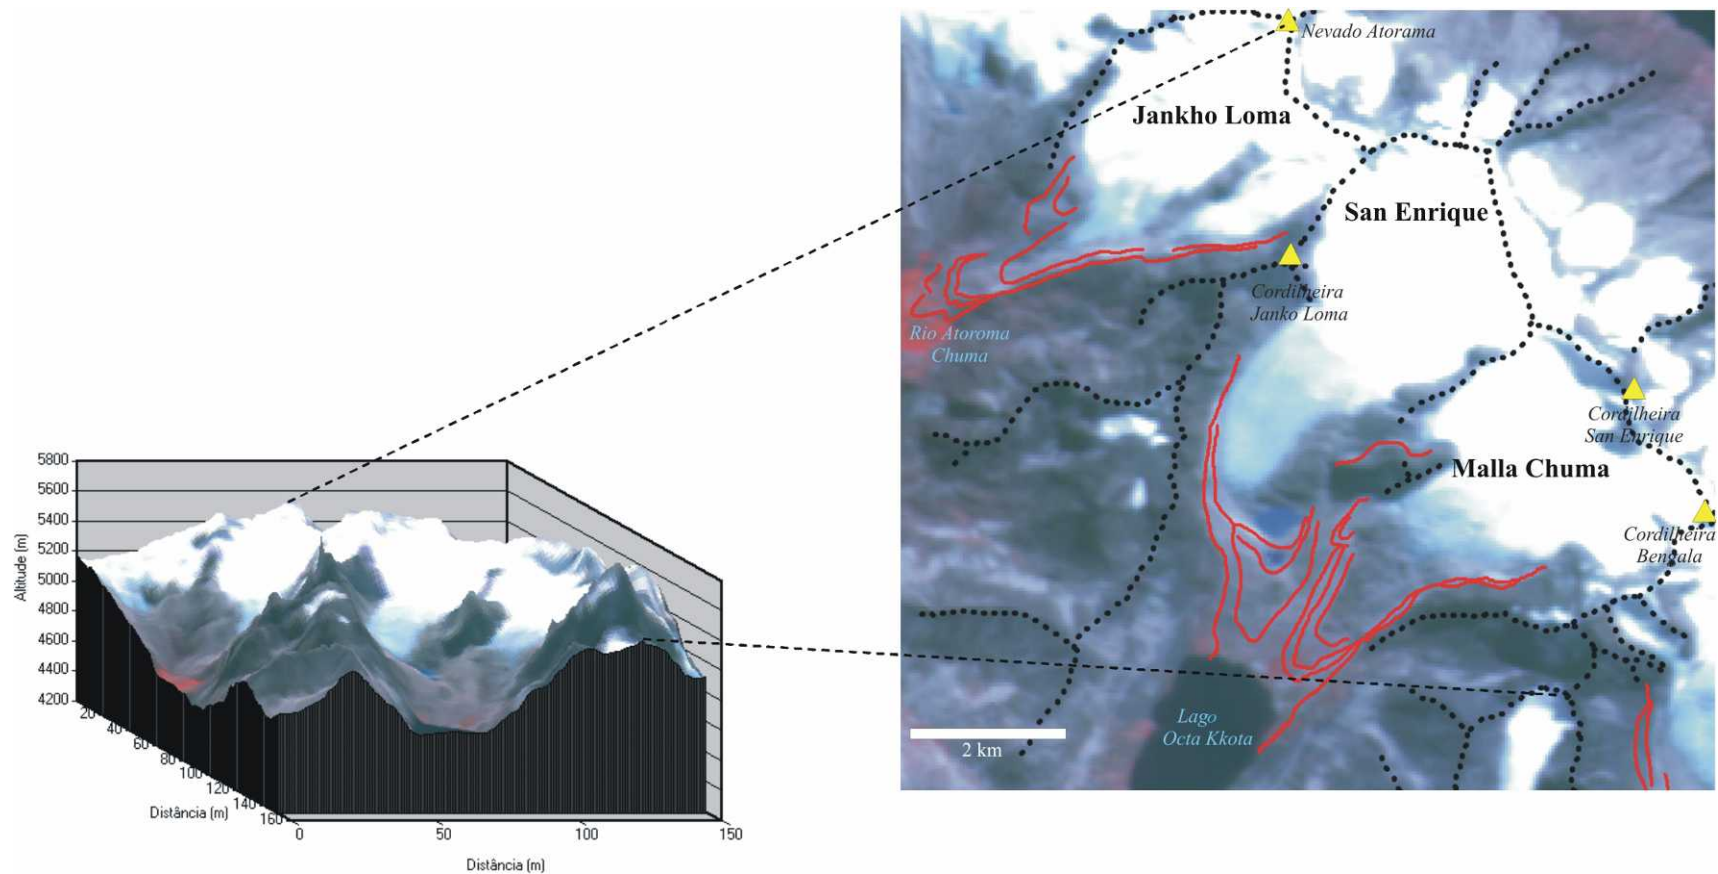 Nevado Atorama
Jankho Loma
San Enrique
Cordilheira
Janko Loma
Rio Atoroma
Chuma
Cordilheira
San Enrique
Malla Chuma
Cordilheira
Bengala
Lago
Octa Kkota
2 km
5800
5600
5400
5200
5000
4800
4600
4400
4200
Altitude (m)
20
40
60
80
100
120
140
160
Distância (m)
0
50
100
150
Distância (m)